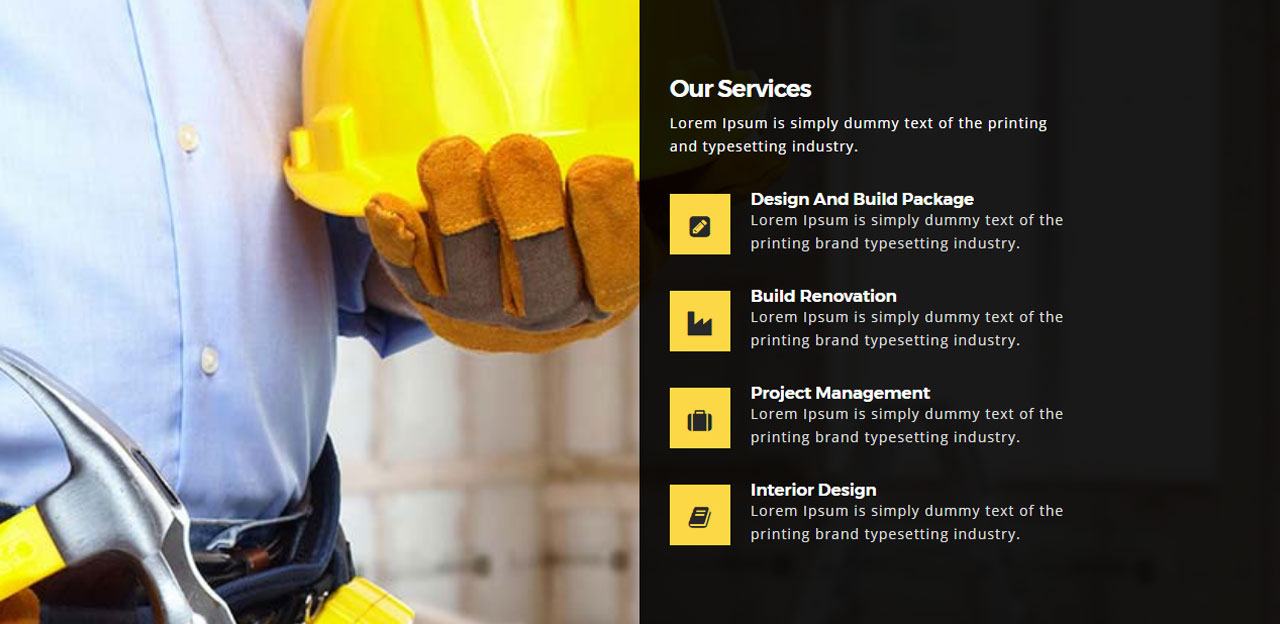 Our Services
Lorem Ipsum is simply dummy text of the printing
and typesetting industry.
Design And Build Package
Lorem Ipsum is simply dummy text of the
printing brand typesetting industry.
Build Renovation
Lorem Ipsum is simply dummy text of the
printing brand typesetting industry.
Project Management
Lorem Ipsum is simply dummy text of the
printing brand typesetting industry.
Interior Design
Lorem Ipsum is simply dummy text of the
printing brand typesetting industry.